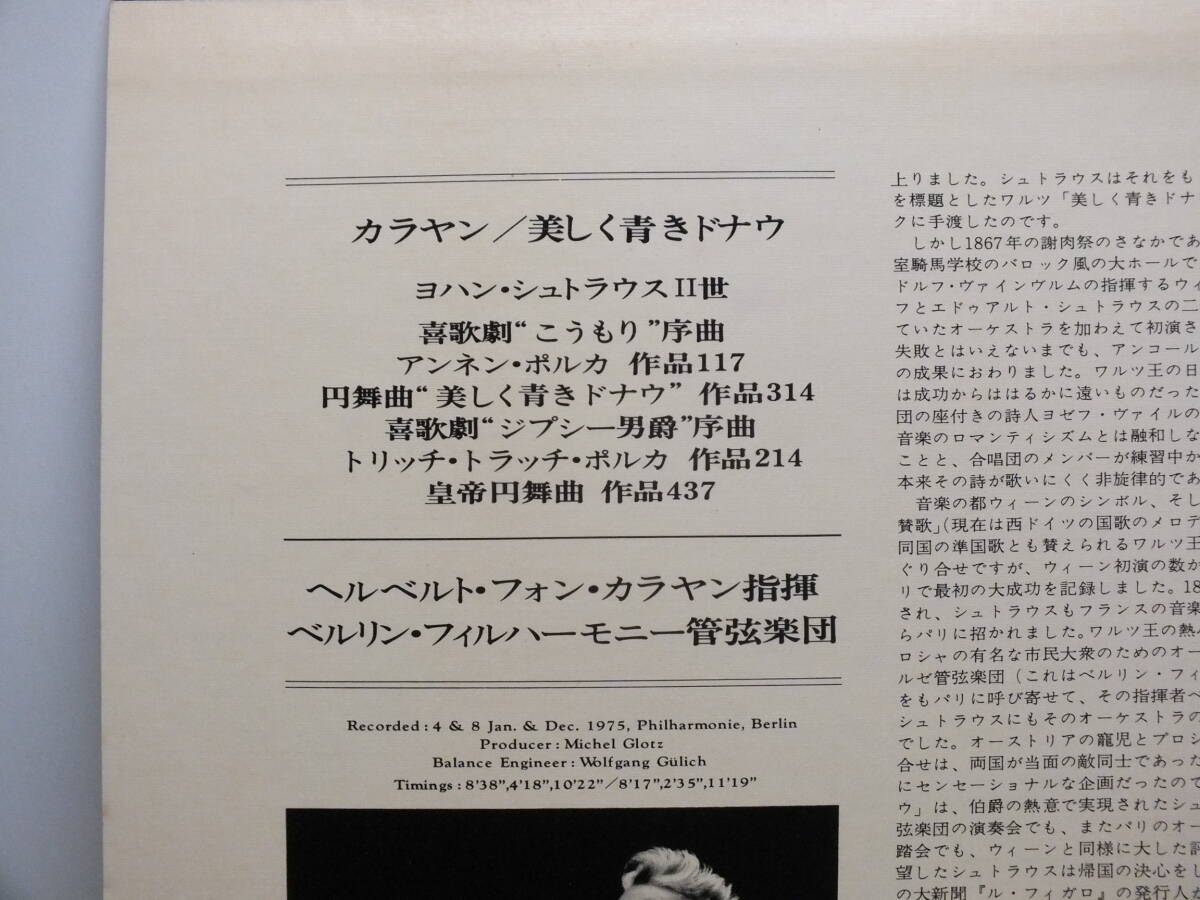 カラヤン／美しく青きドナウ
ヨハン・シュトラウスII世
喜歌劇“こうもり”序曲
アンネン・ポルカ 作品117
円舞曲“美しく青きドナウ” 作品314
喜歌劇“ジプシー男爵”序曲
トリッチ・トラッチ・ポルカ 作品214
皇帝円舞曲 作品437
ヘルベルト・フォン・カラヤン指揮
ベルリン・フィルハーモニー管弦楽団
Recorded : 4 & 8 Jan. & Dec. 1975, Philharmonie, Berlin
Producer : Michel Glotz
Balance Engineer : Wolfgang Gülich
Timings : 8'38”,4'18”,10'22”／8'17”,2'35”,11'19”
上りました。シュトラウスはそれをも
を標題としたワルツ「美しく青きドナ
クに手渡したのです。
しかし1867年の謝肉祭のさなかであ
室騎馬学校のバロック風の大ホールで
ドルフ・ヴァインヴルムの指揮するウィ
フとエドゥアルト・シュトラウスの二
ていたオーケストラを加えて初演さ
失敗とはいえないまでも、アンコール
の成果におわりました。ワルツ王の日
は成功からははるかに遠いものだった
団の座付きの詩人ヨゼフ・ヴァイルの
音楽のロマンティシズムとは融和しな
ことと、合唱団のメンバーが練習中か
本来その詩が歌いにくく非旋律的であ
音楽の都ウィーンのシンボル、そし
賛歌」（現在は西ドイツの国歌のメロデ
同国の準国歌とも賛えられるワルツ王
ぐり合せですが、ウィーン初演の数か
リで最初の大成功を記録しました。18
され、シュトラウスもフランスの音楽
らパリに招かれました。ワルツ王の熱
ロシャの有名な市民大衆のためのオー
ルゼ管弦楽団（これはベルリン・フィ
をもパリに呼び寄せて、その指揮者ベ
シュトラウスにもそのオーケストラの
でした。オーストリアの寵児とプロシ
合せは、両国が当面の敵同士であった
にセンセーショナルな企画だったので
ウ」は、伯爵の熱意で実現されたシュ
弦楽団の演奏会でも、またパリのオー
踏会でも、ウィーンと同様に大した評
望したシュトラウスは帰国の決心をし
の大新聞『ル・フィガロ』の発行人